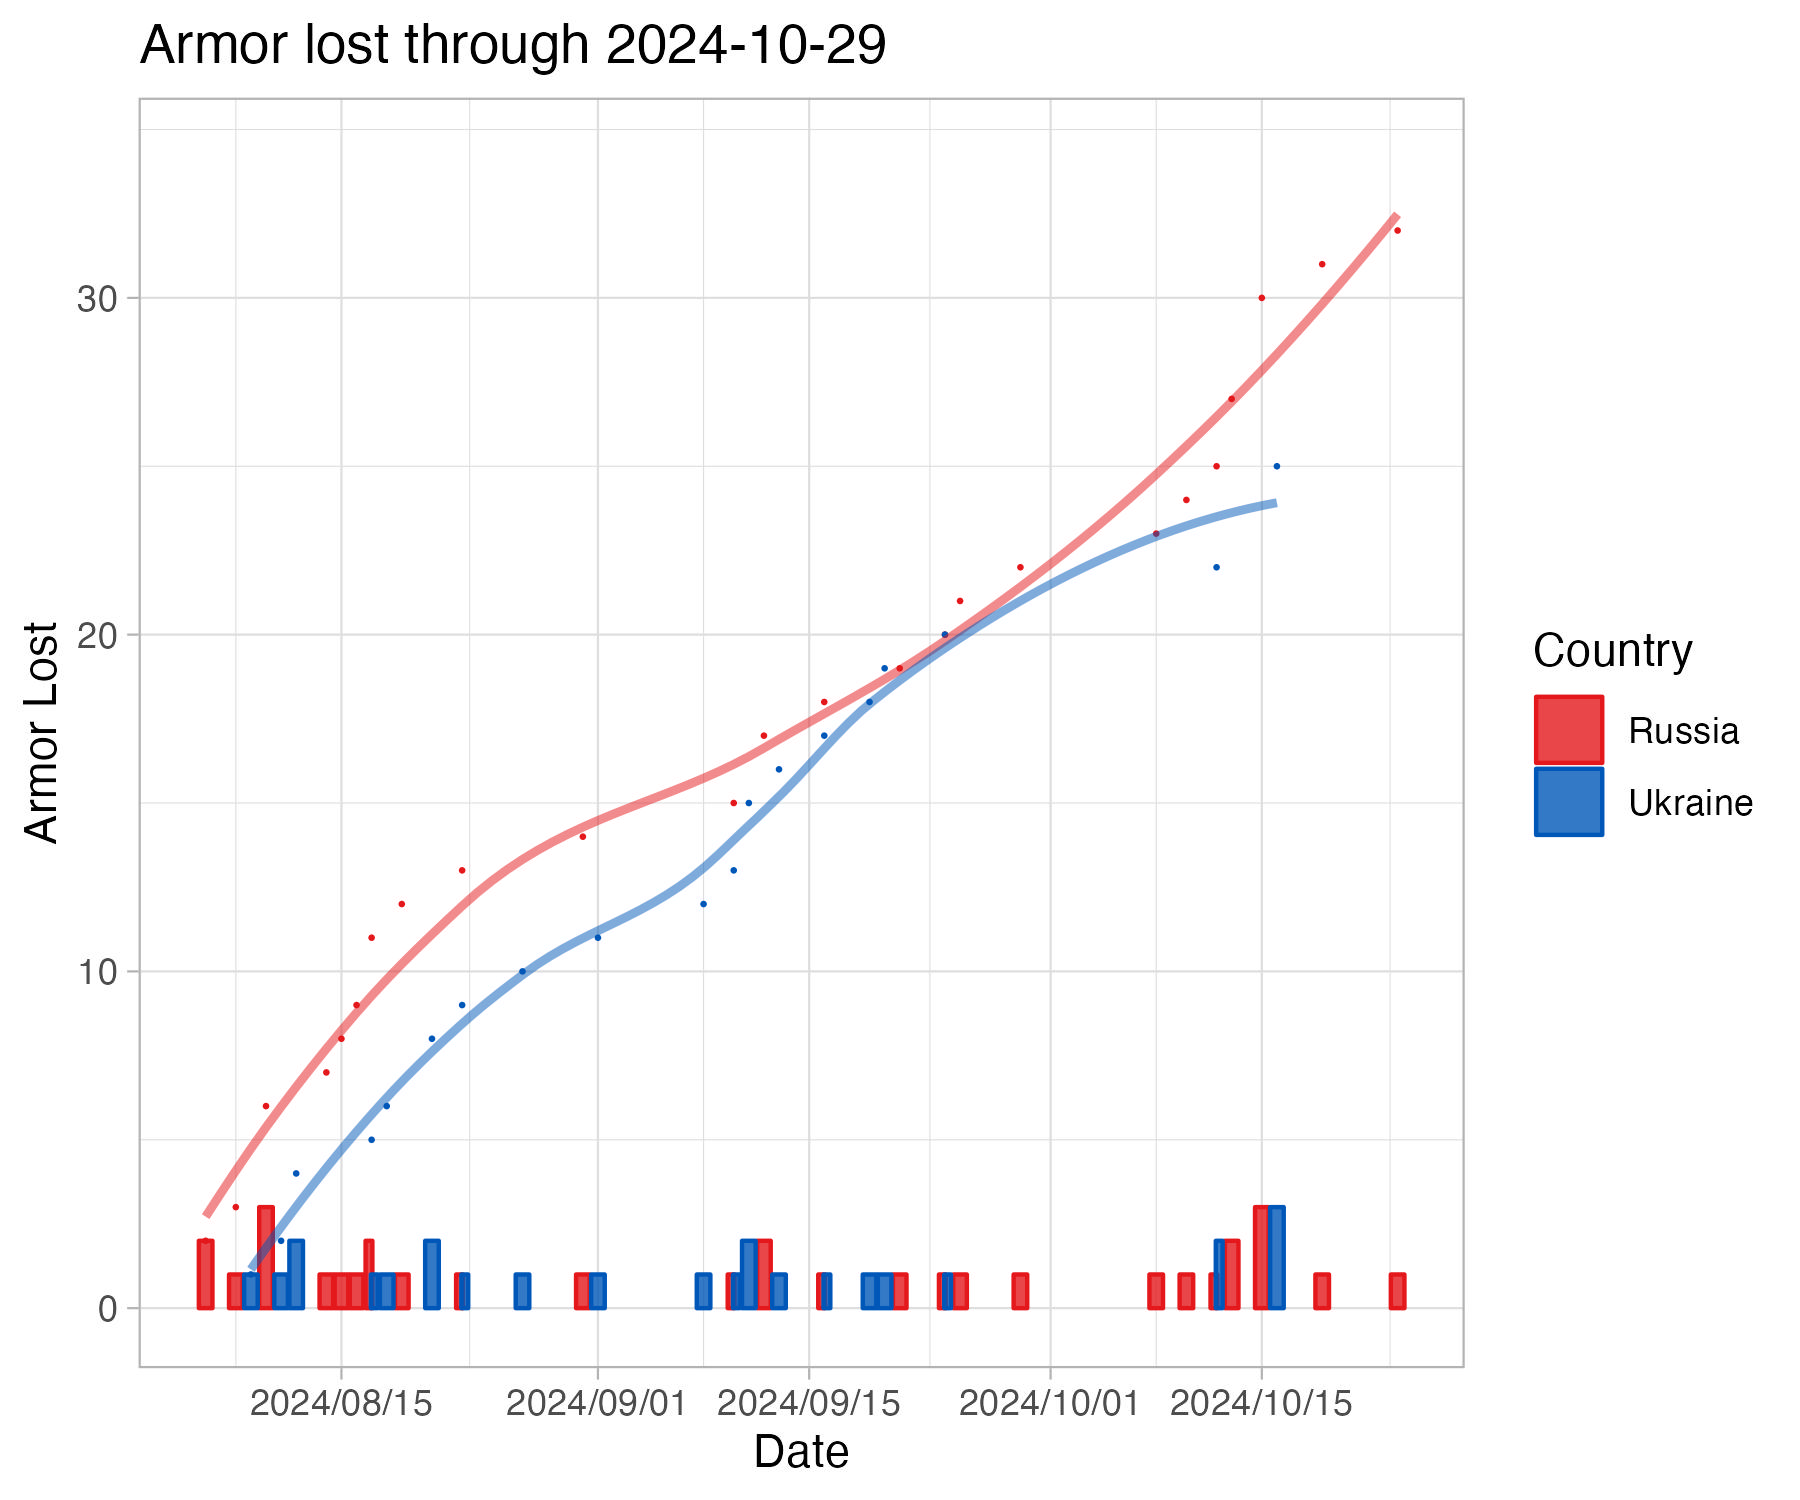 Armor lost through 2024-10-29
Armor Lost
30
20
10
0
2024/08/15 2024/09/01 2024/09/15 2024/10/01 2024/10/15
Date
Country
Russia
Ukraine